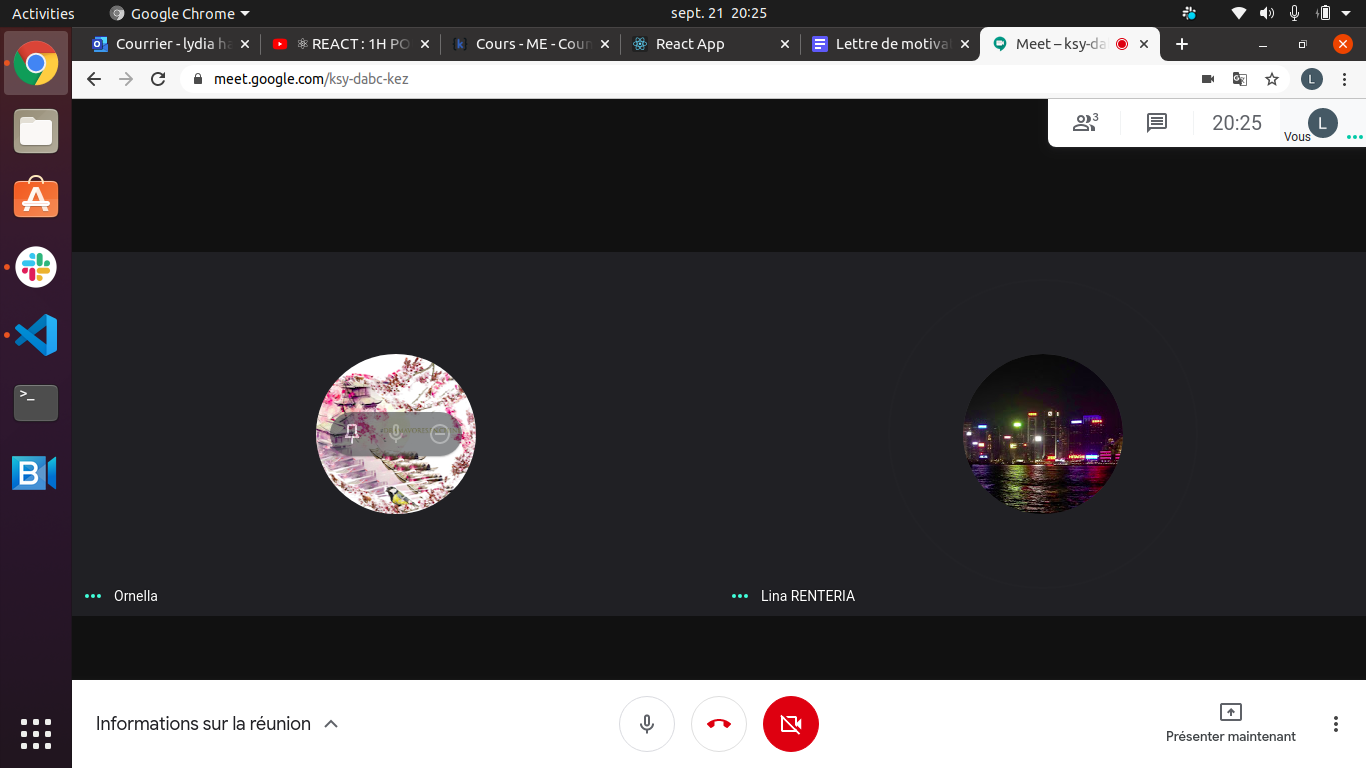 Activities
Google Chrome
sept. 21 20:25
Courrier - lydia ha
REACT : 1H PO
Cours - ME - Cour
React App
Lettre de motiva
Meet – ksy-da
meet.google.com/ksy-dabc-kez
L
3
20:25
Vous
L
>_
B
Ornella
Lina RENTERIA
Informations sur la réunion
Présenter maintenant